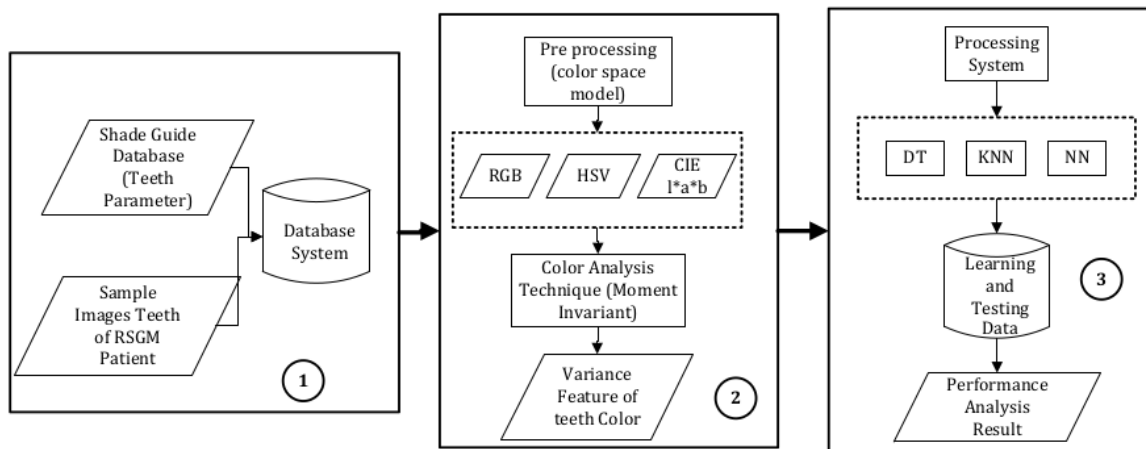 Shade Guide
Database
(Teeth
Parameter)
Database
System
Sample
Images Teeth
of RSGM
Patient
1
Pre processing
(color space
model)
RGB
HSV
CIE
l*a*b
Color Analysis
Technique (Moment
Invariant)
Variance
Feature of
teeth Color
2
Processing
System
DT
KNN
NN
Learning
and
Testing
Data
3
Performance
Analysis
Result